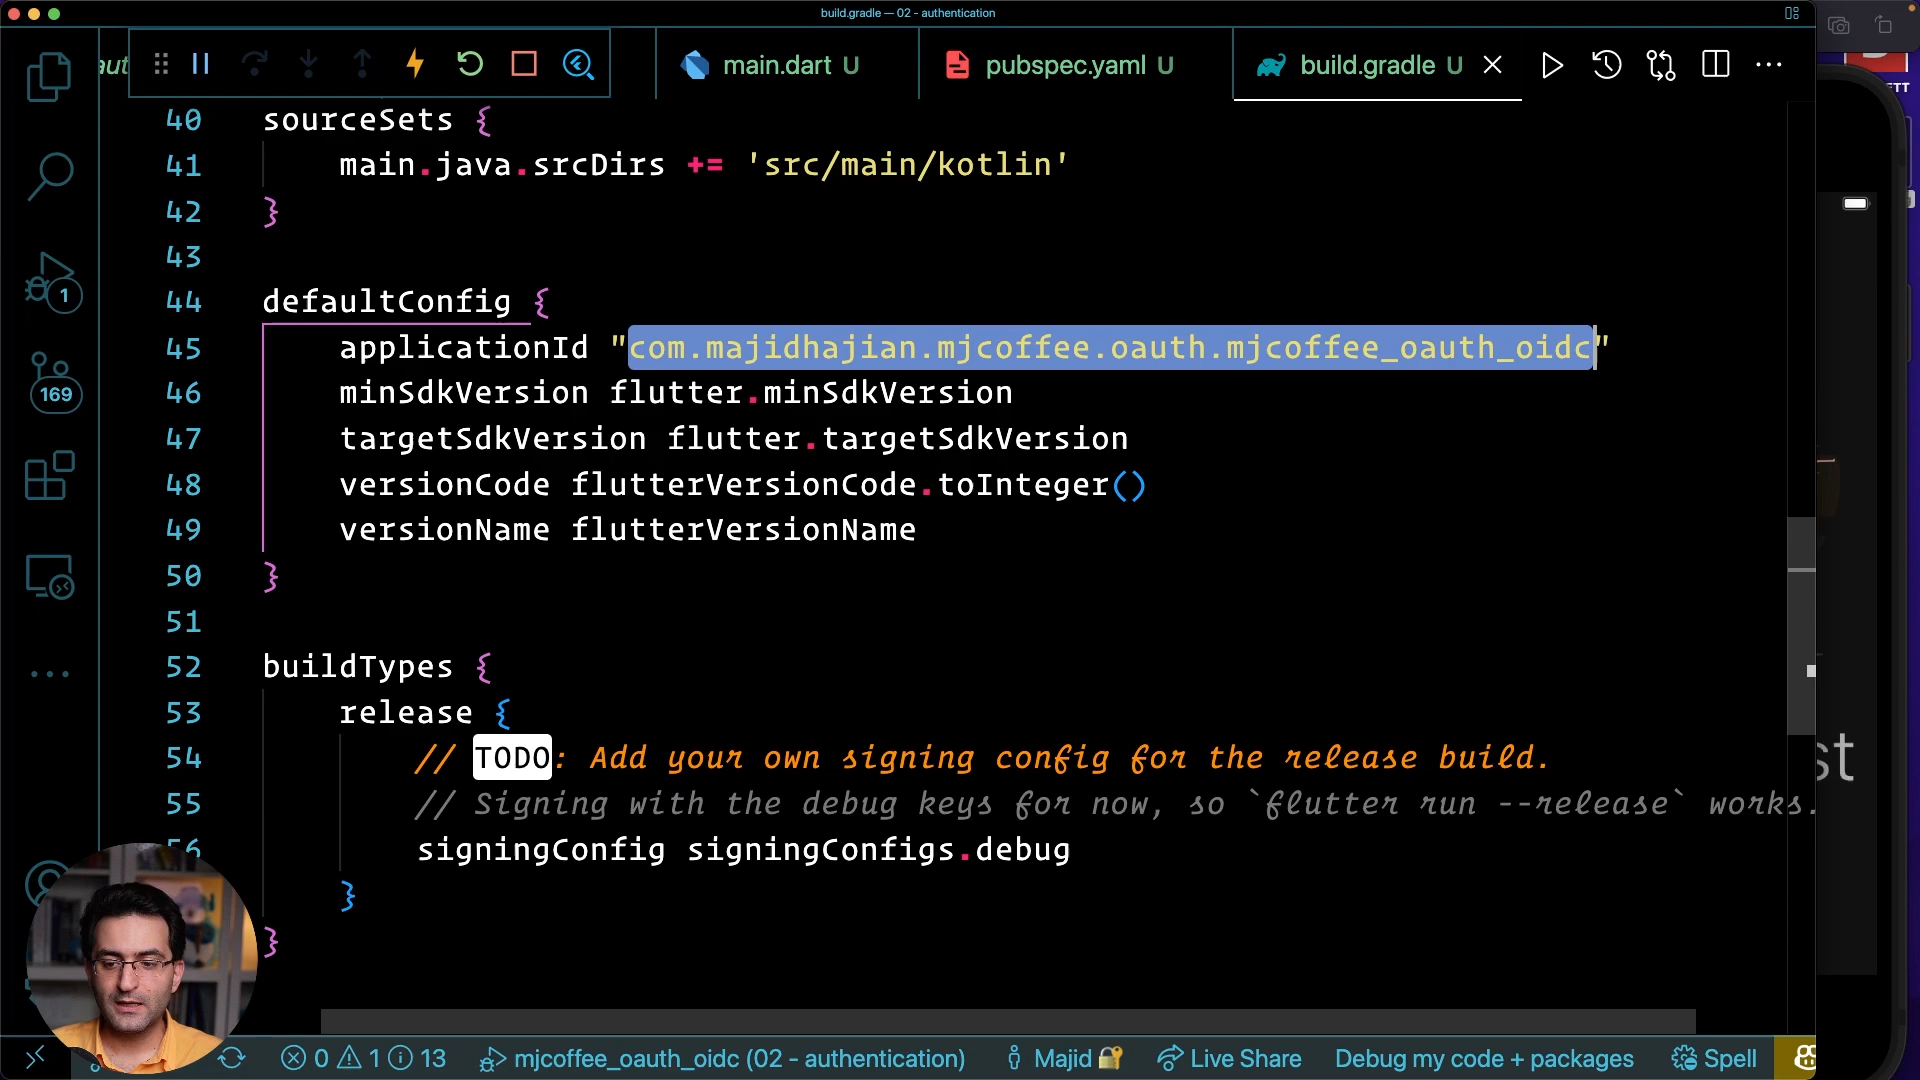 build.gradle — 02 - authentication
aut
main.dart U
pubspec.yaml U
build.gradle U
40 sourceSets {
41 main.java.srcDirs += 'src/main/kotlin'
42 }
43
44 defaultConfig {
45 applicationId "com.majidhajian.mjcoffee.oauth.mjcoffee_oauth_oidc"
46 minSdkVersion flutter.minSdkVersion
47 targetSdkVersion flutter.targetSdkVersion
48 versionCode flutterVersionCode.toInteger()
49 versionName flutterVersionName
50 }
51
52 buildTypes {
53 release {
54 // TODO: Add your own signing config for the release build.
55 // Signing with the debug keys for now, so `flutter run --release` works.
56 signingConfig signingConfigs.debug
}
}
1
169
st
0 1 13 mjcoffee_oauth_oidc (02 - authentication) Majid Live Share Debug my code + packages Spell